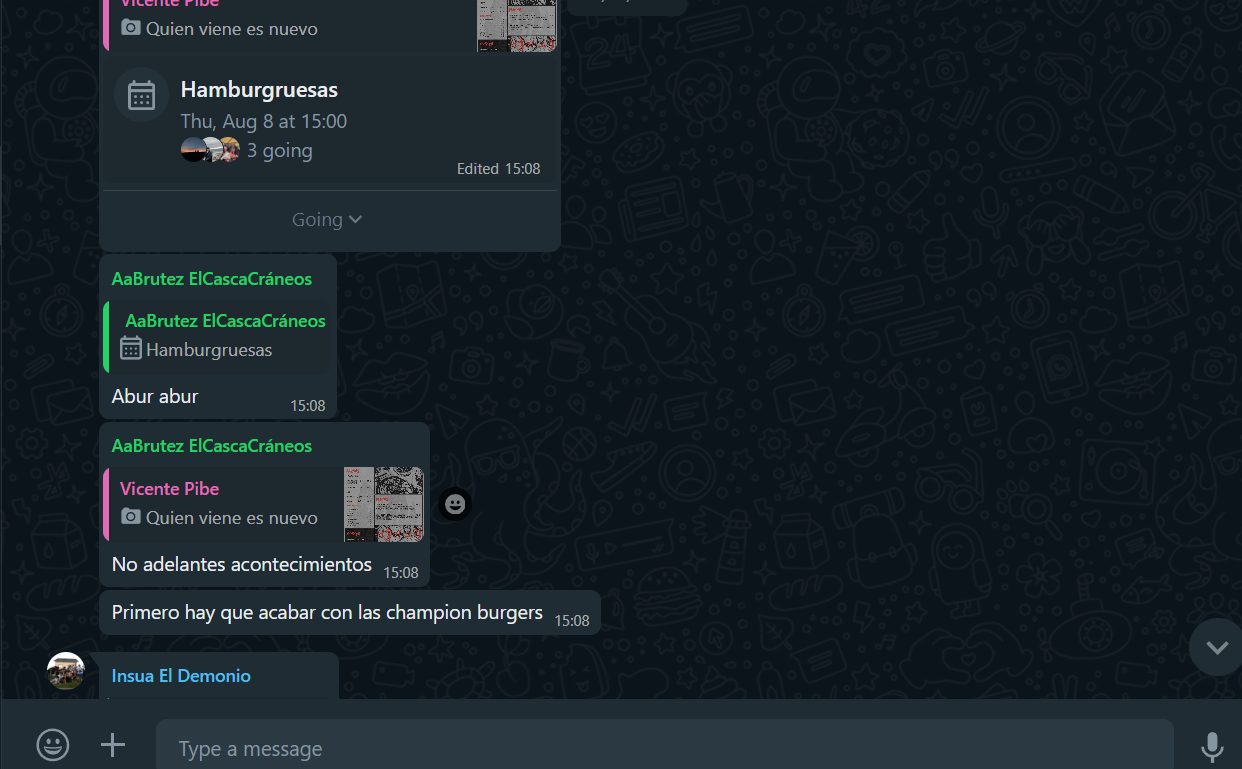 Vicente Pibe
Quien viene es nuevo
Hamburgruesas
Thu, Aug 8 at 15:00
3 going
Edited 15:08
Going
AaBrutez ElCascaCráneos
AaBrutez ElCascaCráneos
Hamburgruesas
Abur abur
15:08
AaBrutez ElCascaCráneos
Vicente Pibe
Quien viene es nuevo
No adelantes acontecimientos
15:08
Primero hay que acabar con las champion burgers
15:08
Insua El Demonio
Type a message